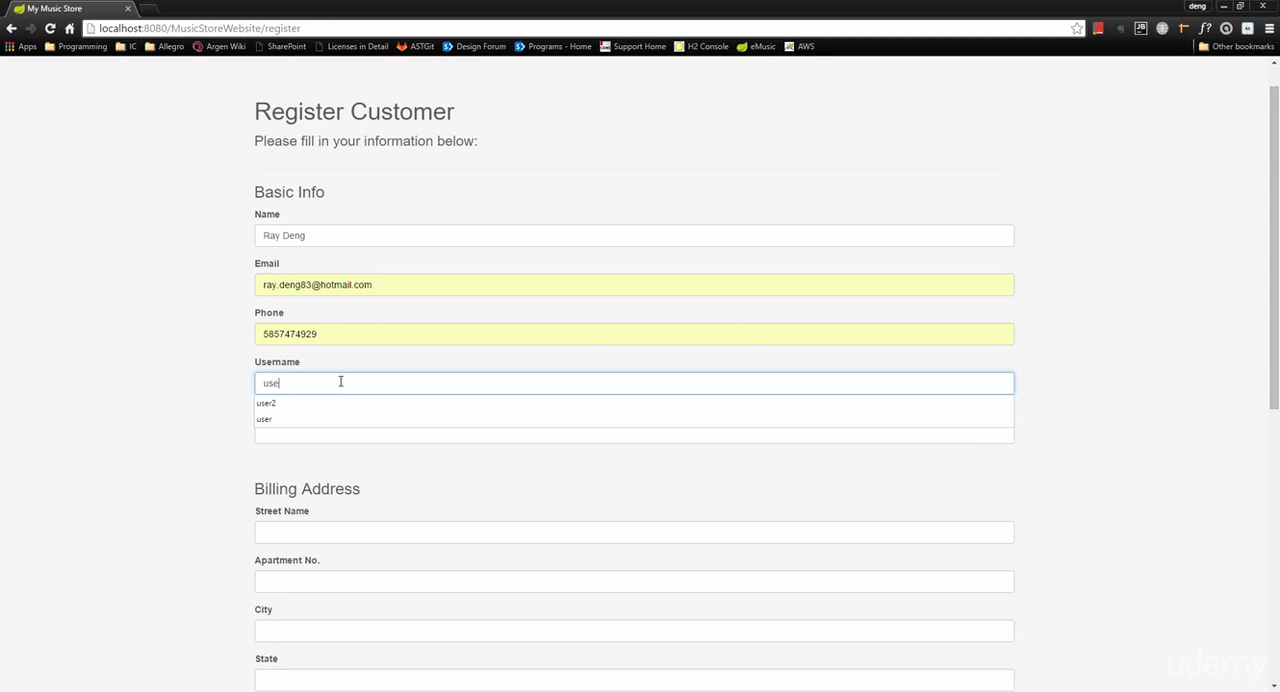 My Music Store
deng
localhost:8080/MusicStoreWebsite/register
Apps Programming IC Allegro Argen Wiki SharePoint Licenses in Detail ASTGit Design Forum Programs - Home Support Home H2 Console eMusic AWS Other bookmarks
Register Customer
Please fill in your information below:
Basic Info
Name
Ray Deng
Email
ray.deng83@hotmail.com
Phone
5857474929
Username
use
user2
user
Billing Address
Street Name
Apartment No.
City
State
udemy